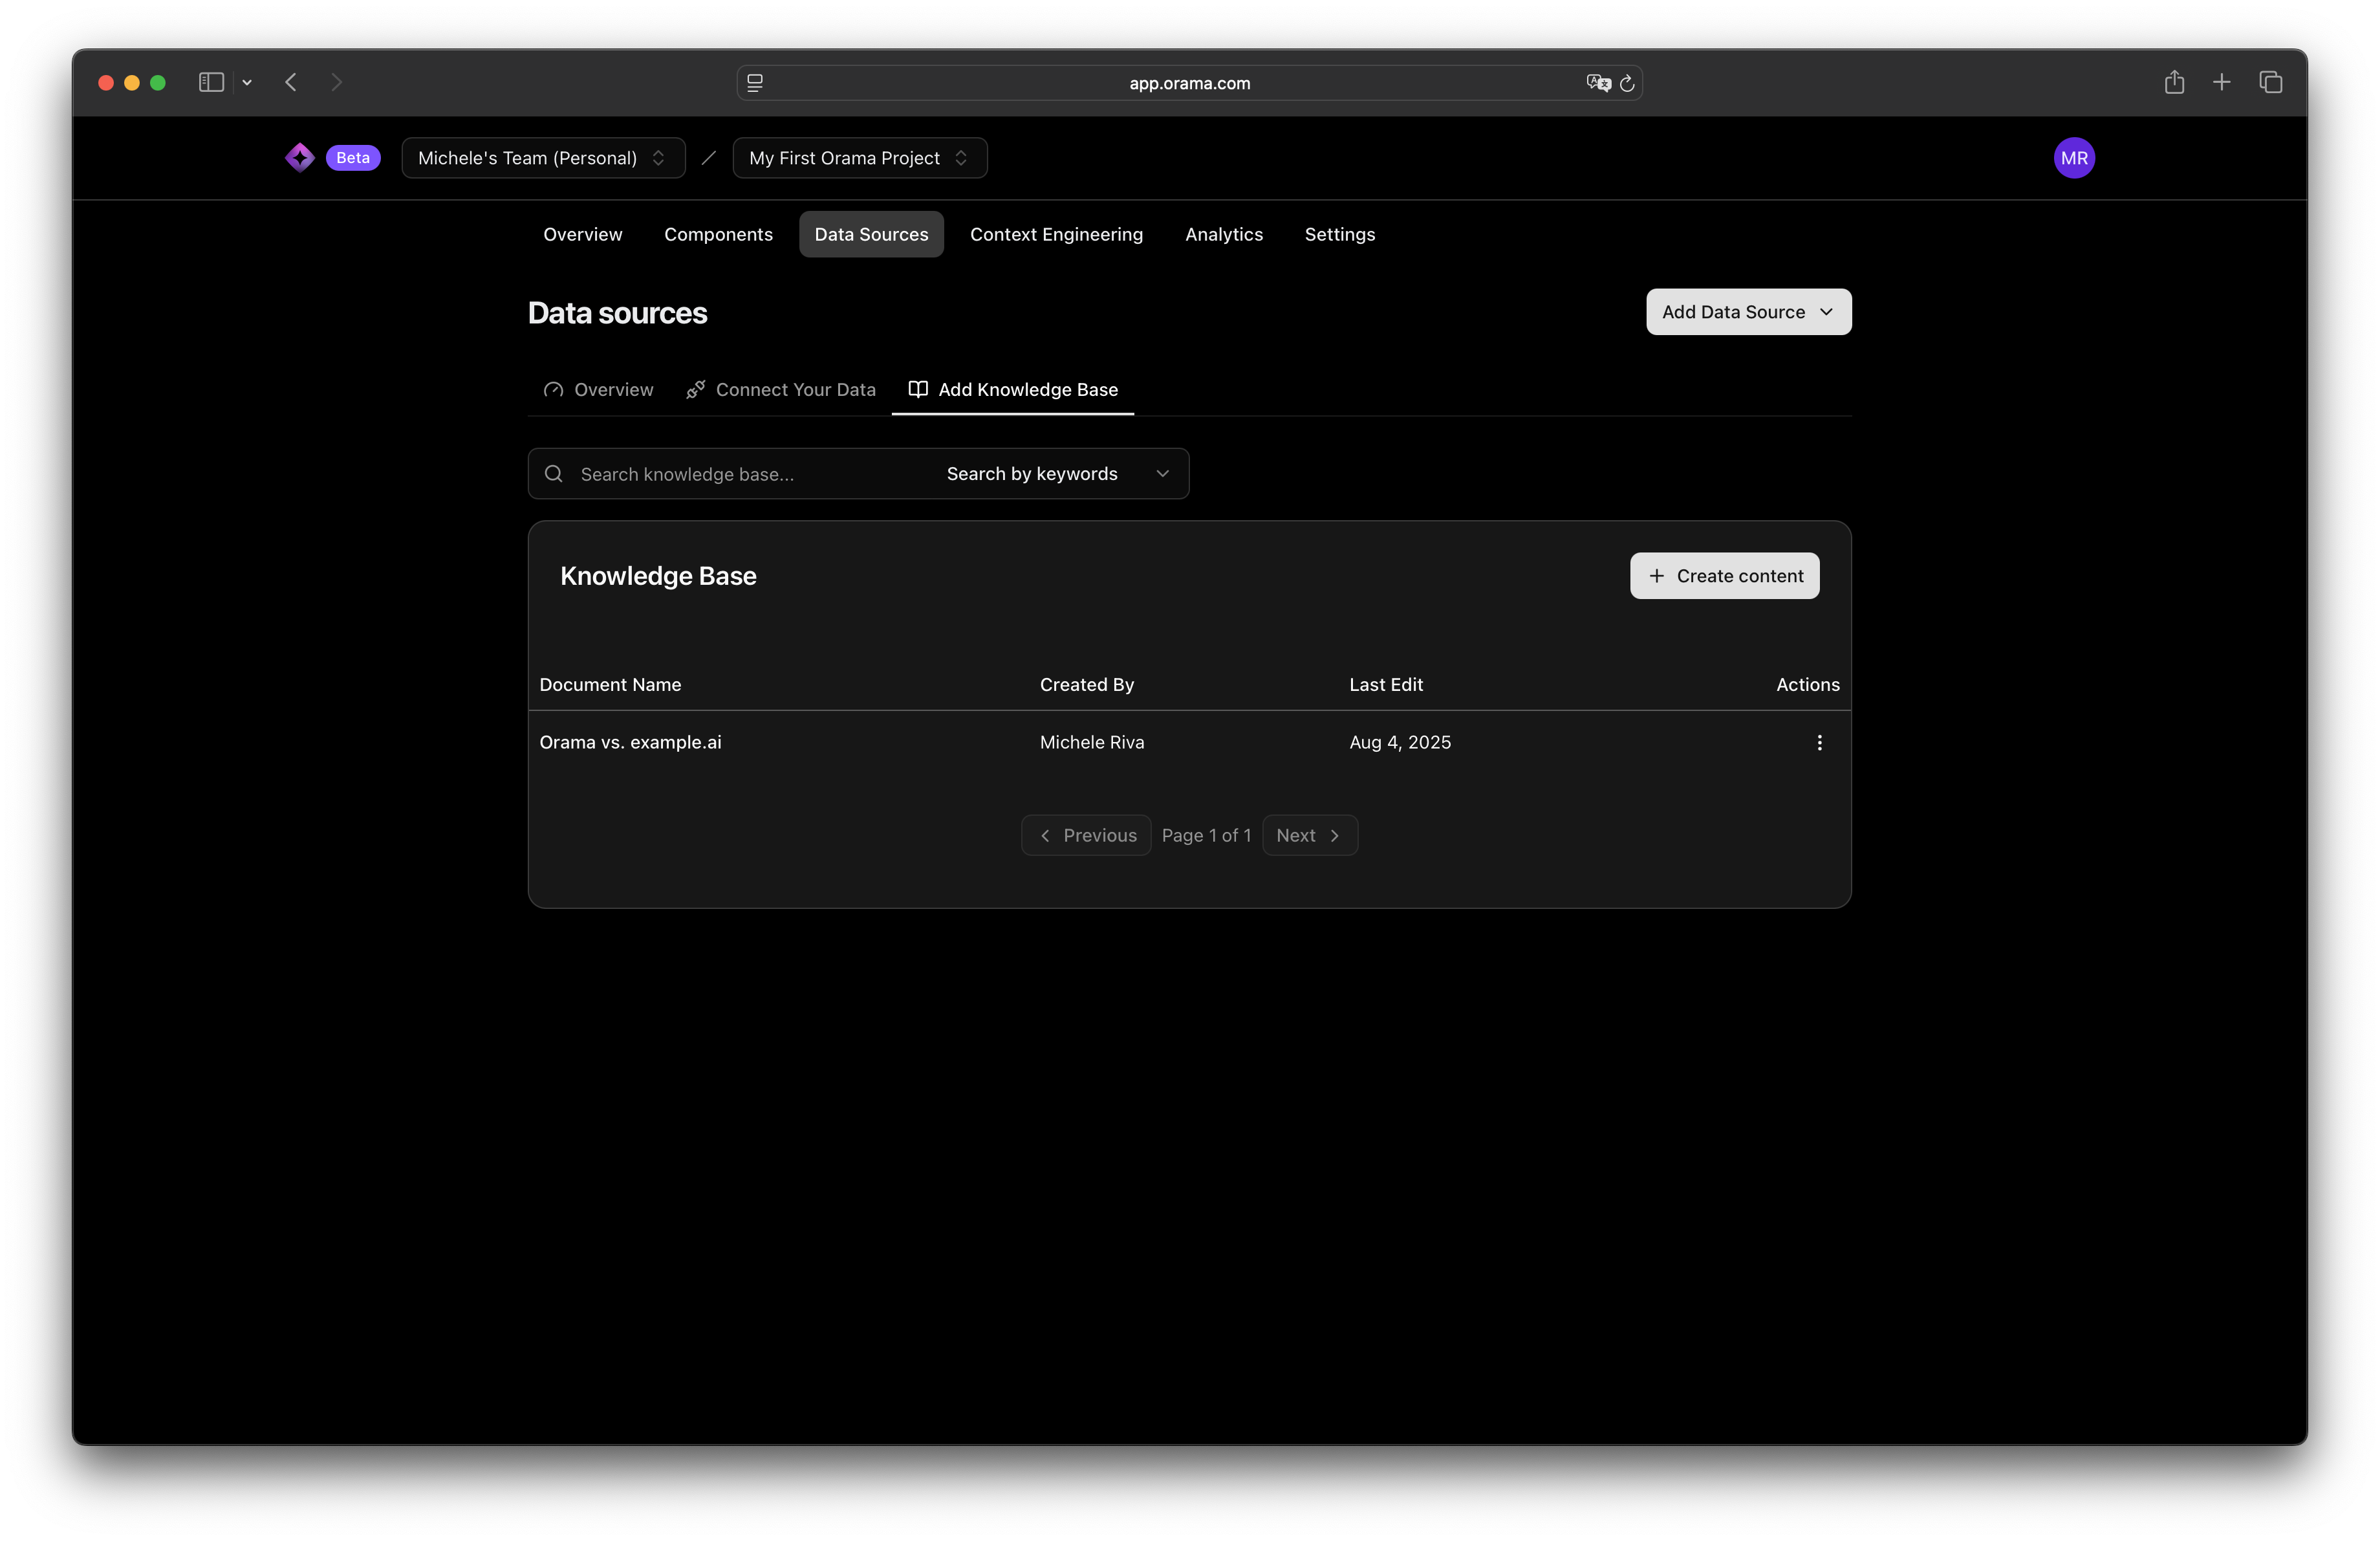 app.orama.com
Beta Michele's Team (Personal) / My First Orama Project MR
Overview Components Data Sources Context Engineering Analytics Settings
Data sources Add Data Source
Overview Connect Your Data Add Knowledge Base
Search knowledge base... Search by keywords
Knowledge Base + Create content
Document Name Created By Last Edit Actions
Orama vs. example.ai Michele Riva Aug 4, 2025
Previous Page 1 of 1 Next